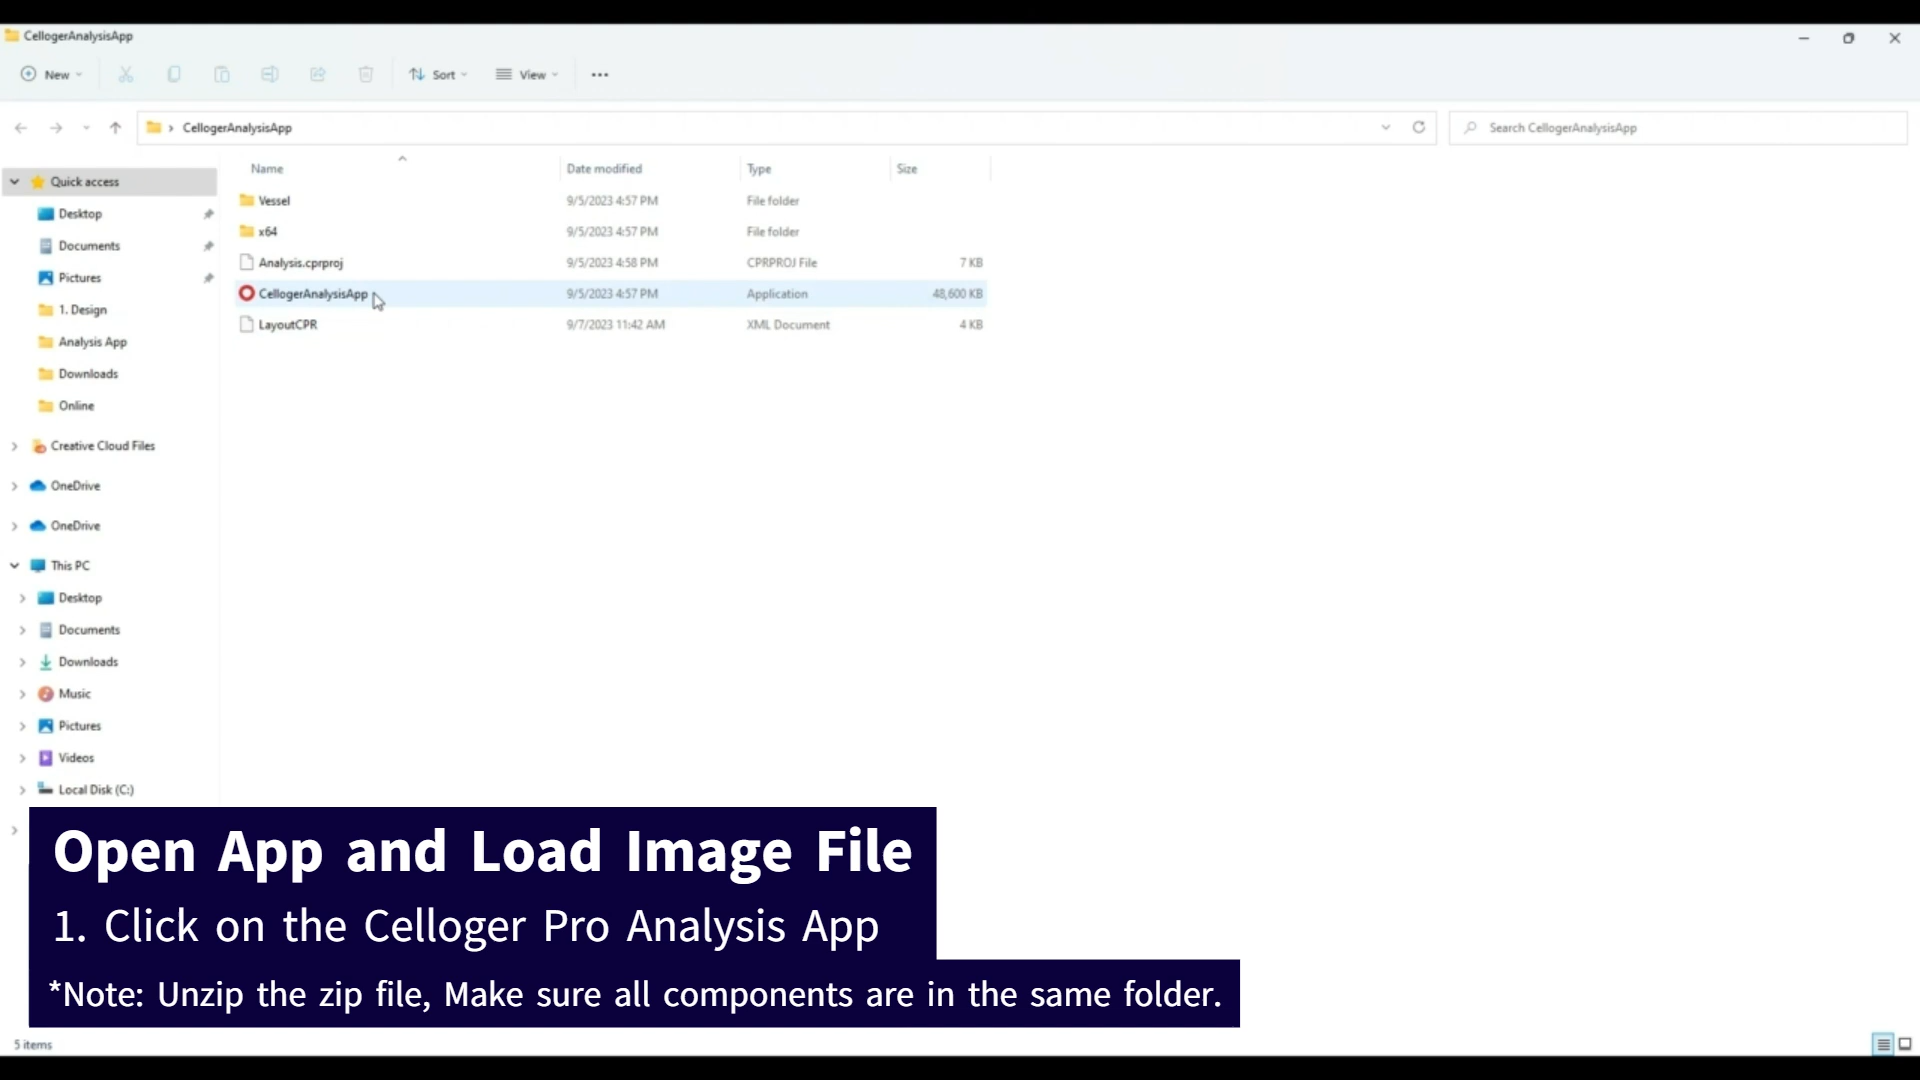 CellogerAnalysisApp
New
Sort
View
CellogerAnalysisApp
Search CellogerAnalysisApp
Name Date modified Type Size
Quick access
Desktop
Documents
Pictures
1. Design
Analysis App
Downloads
Online
Creative Cloud Files
OneDrive
OneDrive
This PC
Desktop
Documents
Downloads
Music
Pictures
Videos
Local Disk (C:)
Vessel 9/5/2023 4:57 PM File folder
x64 9/5/2023 4:57 PM File folder
Analysis.cprproj 9/5/2023 4:58 PM CPRPROJ File 7 KB
CellogerAnalysisApp 9/5/2023 4:57 PM Application 48,600 KB
LayoutCPR 9/7/2023 11:42 AM XML Document 4 KB
Open App and Load Image File
1. Click on the Celloger Pro Analysis App
*Note: Unzip the zip file, Make sure all components are in the same folder.
5 items